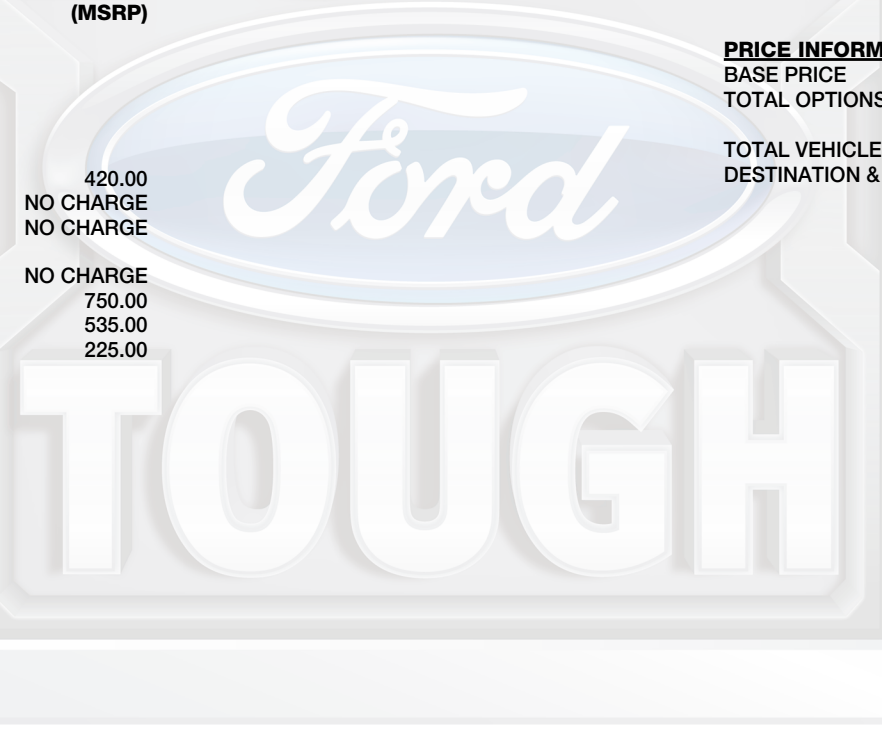 (MSRP)
420.00
NO CHARGE
NO CHARGE
NO CHARGE
750.00
535.00
225.00
PRICE INFORM
BASE PRICE
TOTAL OPTIONS
TOTAL VEHICLE
DESTINATION &
Ford
TOUGH